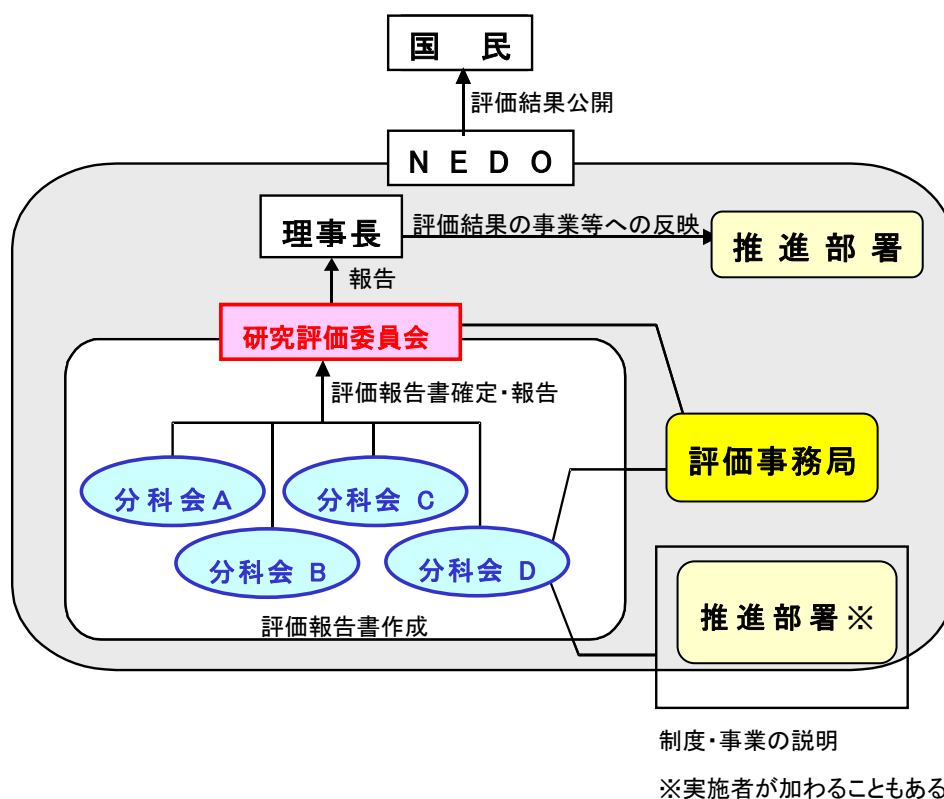 国 民
評価結果公開
N E D O
理事長
評価結果の事業等への反映
推 進 部 署
報告
研究評価委員会
評価報告書確定・報告
評価事務局
分科会A
分科会 C
分科会 B
分科会 D
推進部署※
評価報告書作成
制度・事業の説明
※実施者が加わることもある